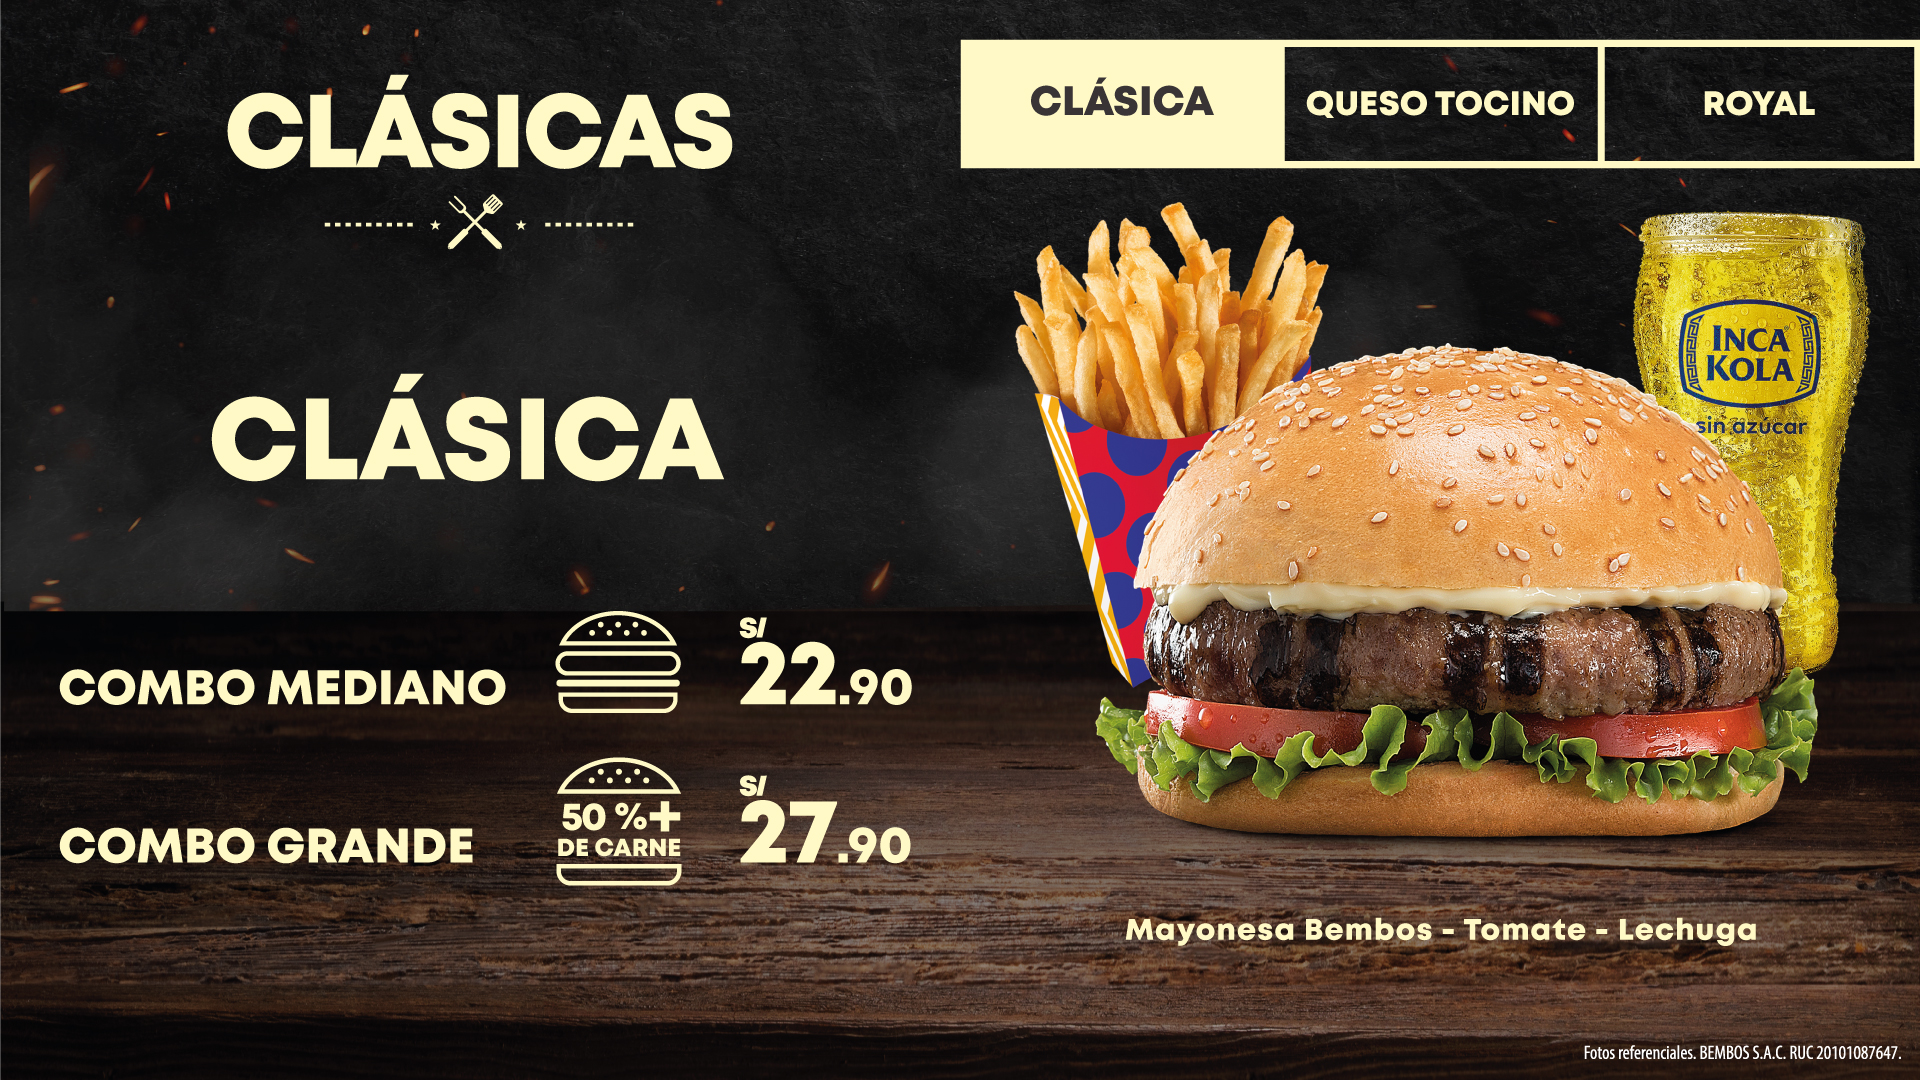 CLÁSICAS
CLÁSICA
QUESO TOCINO
ROYAL
INCA
KOLA
sin azúcar
CLÁSICA
COMBO MEDIANO
S/
22.90
COMBO GRANDE
50 %+
DE CARNE
S/
27.90
Mayonesa Bembos - Tomate - Lechuga
Fotos referenciales. BEMBOS S.A.C. RUC 20101087647.